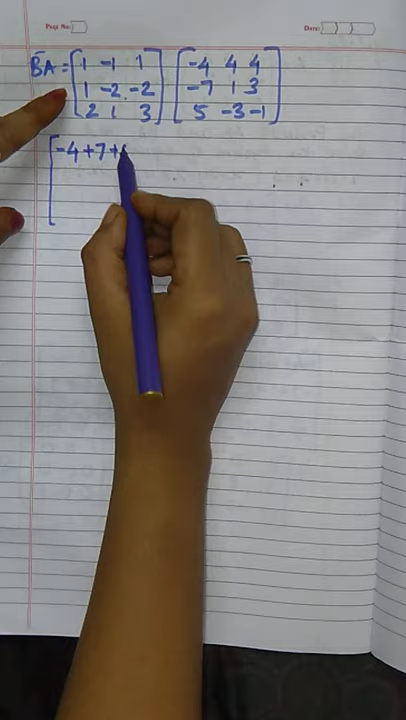 Page No.
Date:
BA = [1 -1 1] [-4 4 4]
[1 -2 -2] [-7 1 3]
[2 1 3] [5 -3 -1]
[-4+7+